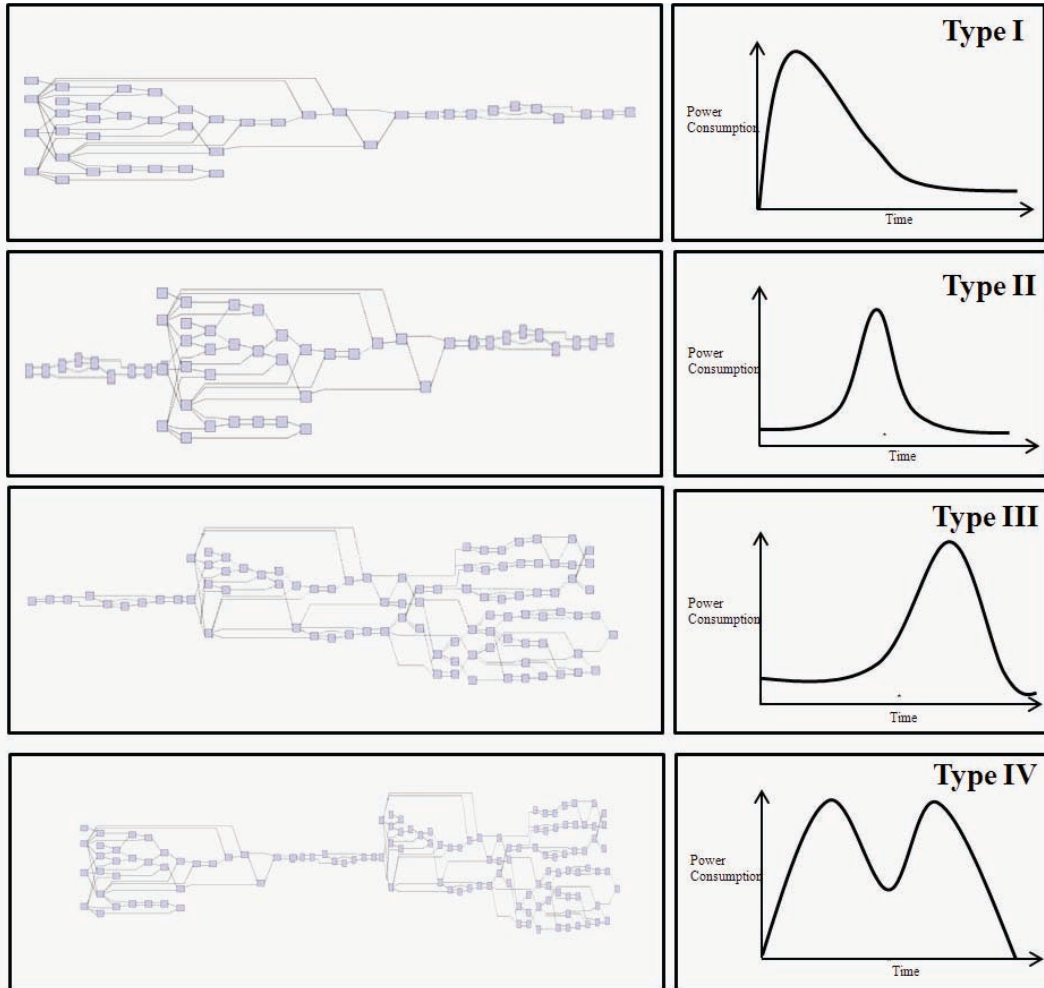 Type I
Power
Consumption
Time
Type II
Power
Consumption
Time
Type III
Power
Consumption
Time
Type IV
Power
Consumption
Time